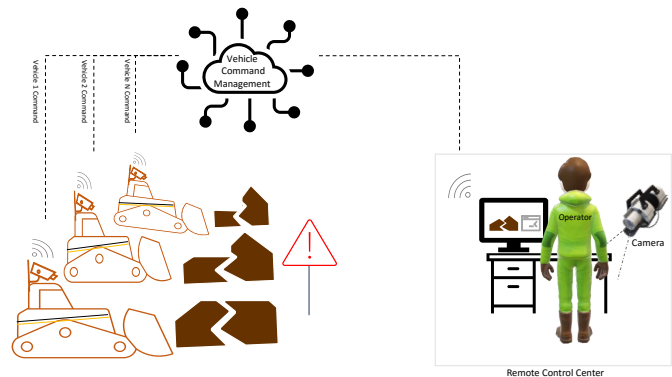 Vehicle
Command
Management
Vehicle 1 Command
Vehicle 2 Command
Vehicle N Command
Operator
Camera
Remote Control Center